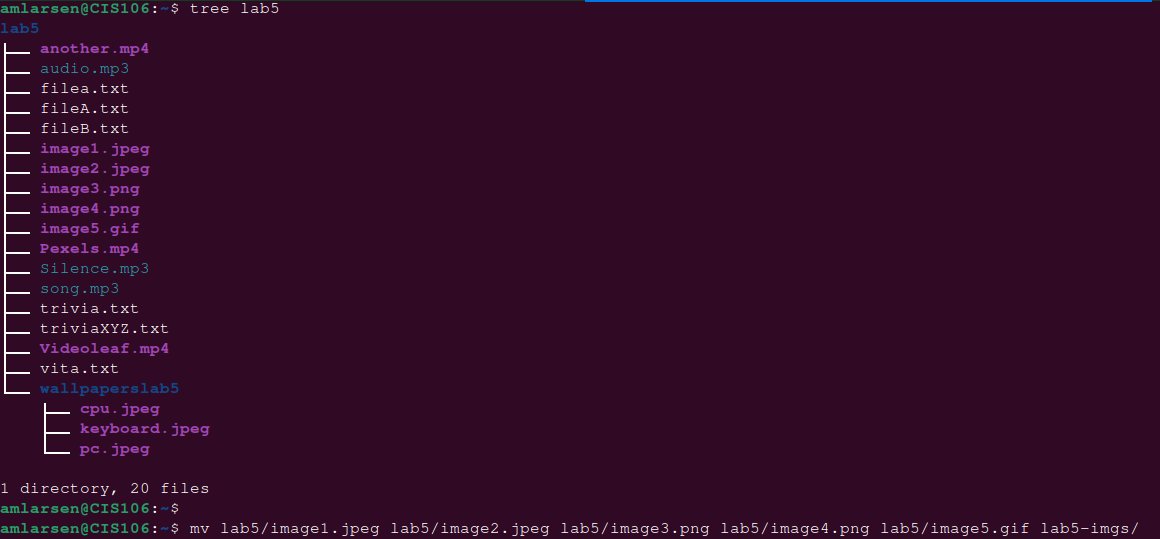 amlarsen@CIS106:~$ tree lab5
lab5
├── another.mp4
├── audio.mp3
├── filea.txt
├── fileA.txt
├── fileB.txt
├── image1.jpeg
├── image2.jpeg
├── image3.png
├── image4.png
├── image5.gif
├── Pexels.mp4
├── Silence.mp3
├── song.mp3
├── trivia.txt
├── triviaXYZ.txt
├── Videoleaf.mp4
├── vita.txt
└── wallpaperslab5
    ├── cpu.jpeg
    ├── keyboard.jpeg
    └── pc.jpeg
1 directory, 20 files
amlarsen@CIS106:~$
amlarsen@CIS106:~$ mv lab5/image1.jpeg lab5/image2.jpeg lab5/image3.png lab5/image4.png lab5/image5.gif lab5-imgs/